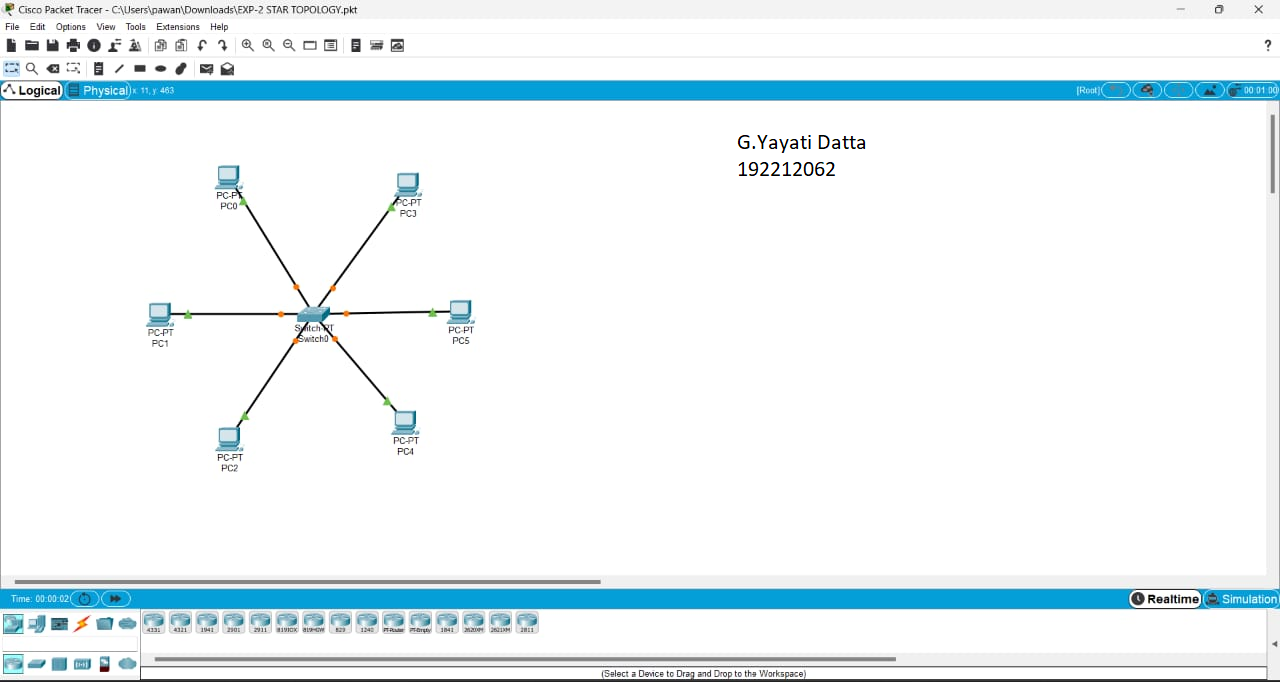 Cisco Packet Tracer - C:\Users\pawan\Downloads\EXP-2 STAR TOPOLOGY.pkt
File Edit Options View Tools Extensions Help
?
Logical Physical x: 11, y: 463 [Root] 00:01:00
G.Yayati Datta
192212062
PC-PT
PC0
PC-PT
PC3
PC-PT
PC1
Switch-PT
Switch0
PC-PT
PC5
PC-PT
PC2
PC-PT
PC4
Time: 00:00:02 Realtime Simulation
4331 4321 1941 2901 2911 819IOX 819HGW 829 1240 PT-Router PT-Empty 1841 2620XM 2621XM 2811
(Select a Device to Drag and Drop to the Workspace)